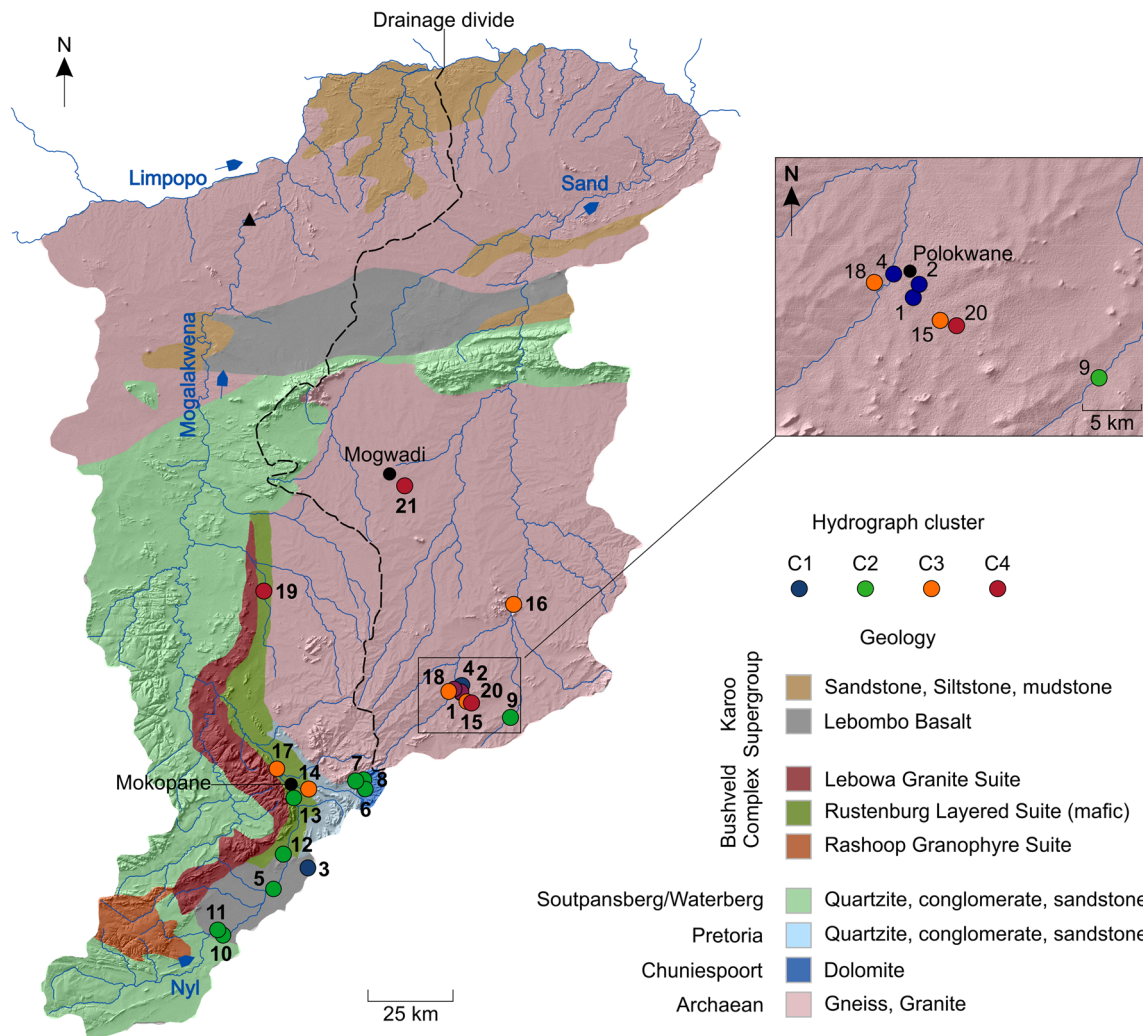 Drainage divide
N
Limpopo
Sand
Mogalakwena
Mogwadi
21
19
16
4
2
18
20
9
1
15
17
14
7
8
Mokopane
13
6
12
3
5
11
10
Nyl
25 km
N
Polokwane
4
2
18
1
15
20
9
5 km
Hydrograph cluster
C1
C2
C3
C4
Geology
Karoo
Supergroup
Sandstone, Siltstone, mudstone
Lebombo Basalt
Bushveld
Complex
Lebowa Granite Suite
Rustenburg Layered Suite (mafic)
Rashoop Granophyre Suite
Soutpansberg/Waterberg
Quartzite, conglomerate, sandstone
Pretoria
Quartzite, conglomerate, sandstone
Chuniespoort
Dolomite
Archaean
Gneiss, Granite